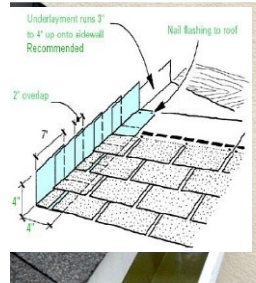 Underlayment runs 3"
to 4" up onto sidewall
Recommended
Nail flashing to roof
2" overlap
7"
4"
4"